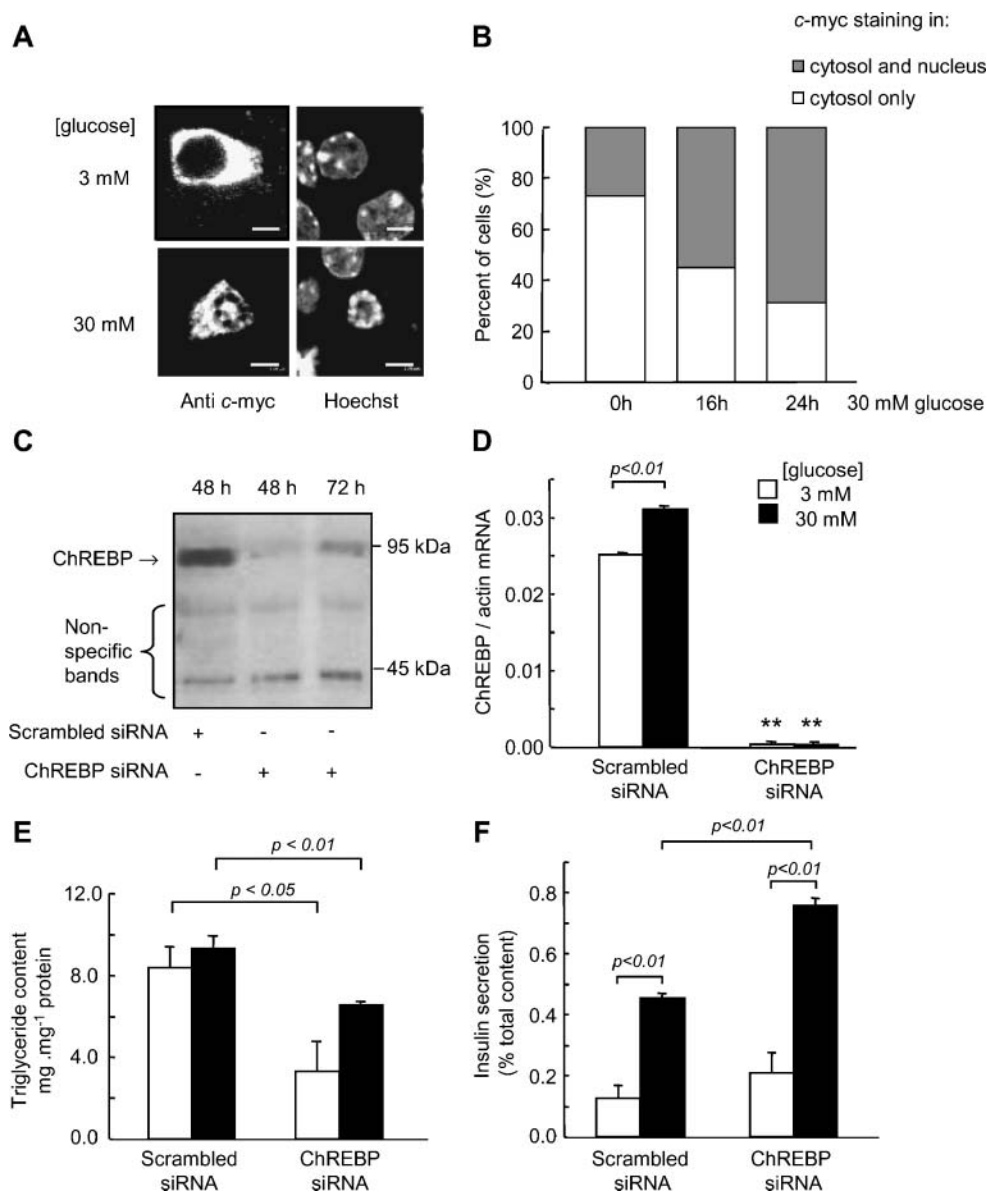 A
[glucose]
3 mM
30 mM
Anti c-myc
Hoechst
B
c-myc staining in:
cytosol and nucleus
cytosol only
Percent of cells (%)
100
80
60
40
20
0
0h
16h
24h
30 mM glucose
C
48 h
48 h
72 h
ChREBP →
Non-
specific
bands
95 kDa
45 kDa
Scrambled siRNA
+
-
-
ChREBP siRNA
-
+
+
D
[glucose]
3 mM
30 mM
p<0.01
ChREBP / actin mRNA
0.03
0.02
0.01
0.00
** **
Scrambled
siRNA
ChREBP
siRNA
E
p < 0.01
p < 0.05
Triglyceride content
mg .mg-1 protein
12.0
8.0
4.0
0.0
Scrambled
siRNA
ChREBP
siRNA
F
p<0.01
p<0.01
p<0.01
Insulin secretion
(% total content)
0.8
0.6
0.4
0.2
0.0
Scrambled
siRNA
ChREBP
siRNA